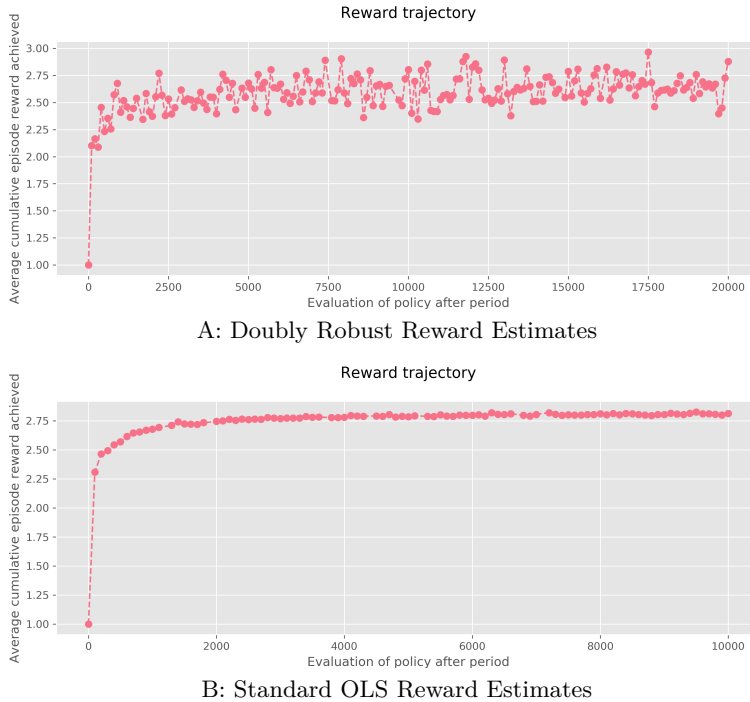 Reward trajectory
Average cumulative episode reward achieved
3.00
2.75
2.50
2.25
2.00
1.75
1.50
1.25
1.00
0 2500 5000 7500 10000 12500 15000 17500 20000
Evaluation of policy after period
A: Doubly Robust Reward Estimates
Reward trajectory
Average cumulative episode reward achieved
2.75
2.50
2.25
2.00
1.75
1.50
1.25
1.00
0 2000 4000 6000 8000 10000
Evaluation of policy after period
B: Standard OLS Reward Estimates